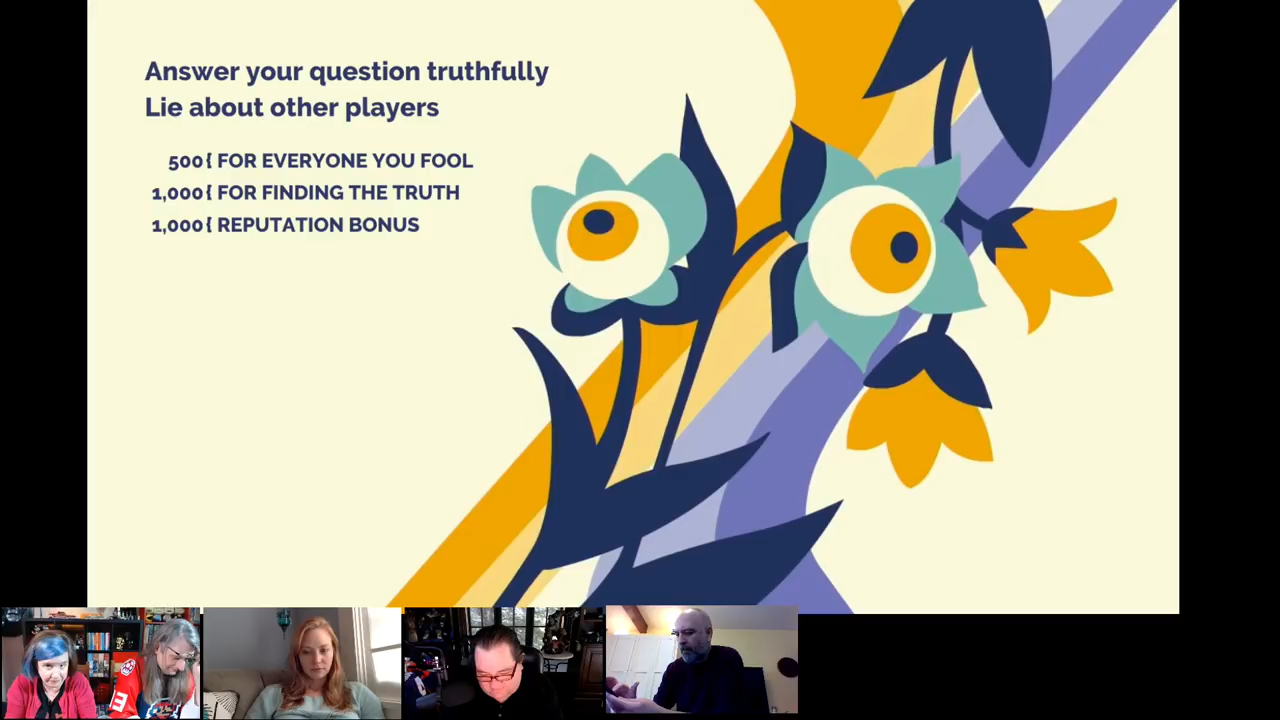 Answer your question truthfully
Lie about other players
500{ FOR EVERYONE YOU FOOL
1,000{ FOR FINDING THE TRUTH
1,000{ REPUTATION BONUS